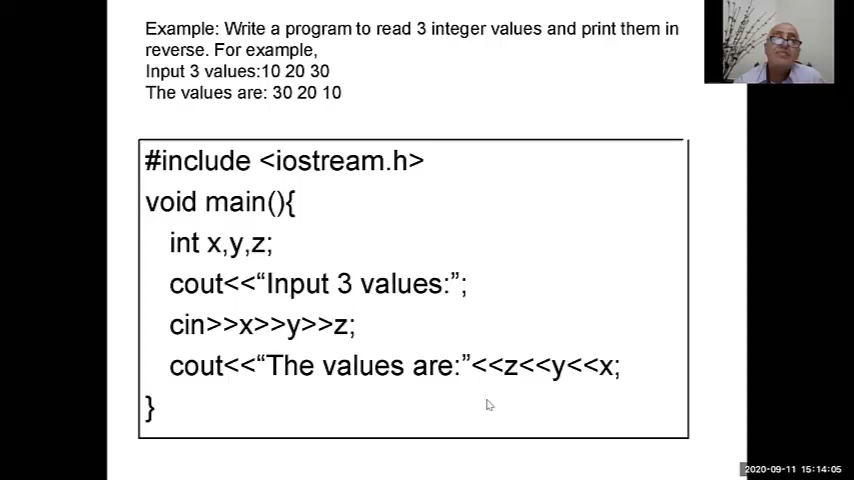 Example: Write a program to read 3 integer values and print them in
reverse. For example,
Input 3 values:10 20 30
The values are: 30 20 10
#include <iostream.h>
void main(){
int x,y,z;
cout<<“Input 3 values:”;
cin>>x>>y>>z;
cout<<“The values are:”<<z<<y<<x;
}
2020-09-11 15:14:05